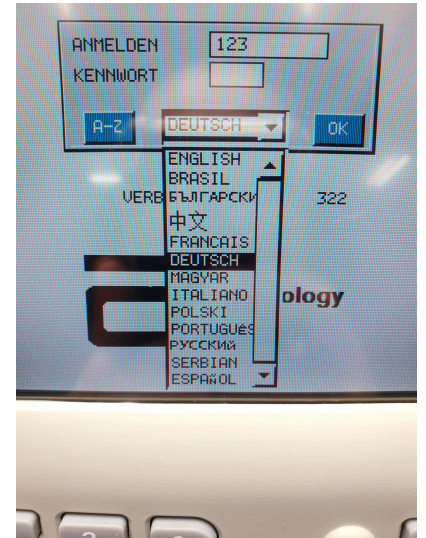 ANMELDEN 123
KENNWORT
A-Z DEUTSCH OK
ENGLISH
BRASIL
VERB БЪЛГАРСКИ 322
中文
FRANCAIS
DEUTSCH
MAGYAR
ITALIANO ology
POLSKI
PORTUGUéS
РУССКИй
SERBIAN
ESPAñOL